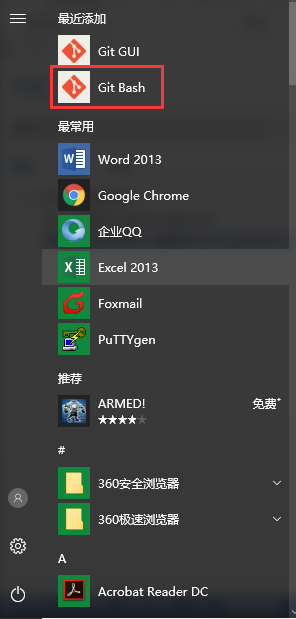 最近添加
Git GUI
Git Bash
最常用
Word 2013
Google Chrome
企业QQ
Excel 2013
Foxmail
PuTTYgen
推荐
ARMED!
免费+
#
360安全浏览器
360极速浏览器
A
Acrobat Reader DC